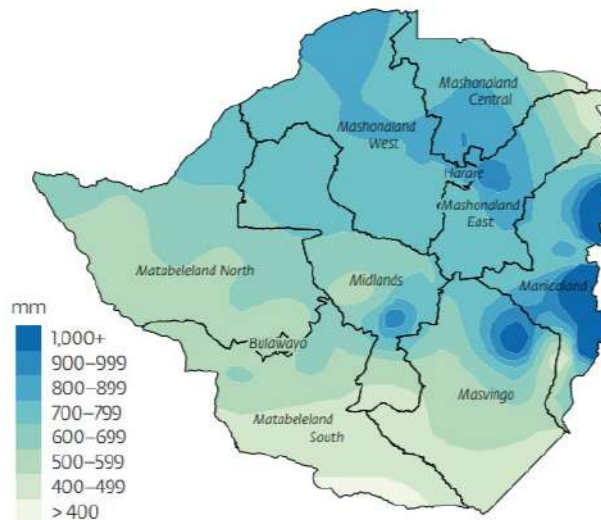 Mashonaland
Central
Mashonaland
West
Harare
Mashonaland
East
Matabeleland North
Midlands
Manicaland
Bulawayo
Masvingo
Matabeleland
South
mm
1,000+
900–999
800–899
700–799
600–699
500–599
400–499
> 400